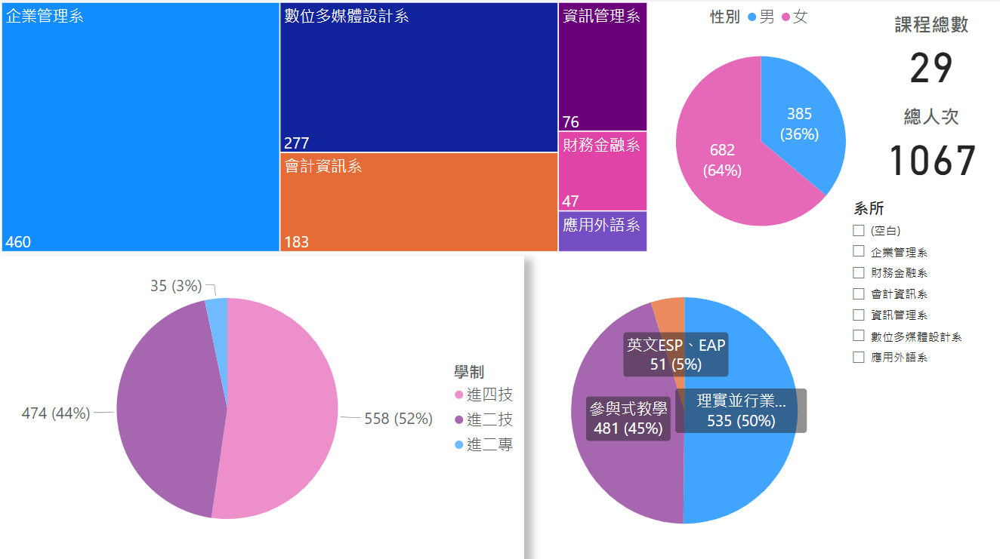 企業管理系
460
數位多媒體設計系
277
會計資訊系
183
資訊管理系
76
財務金融系
47
應用外語系
性別 男 女
385
(36%)
682
(64%)
課程總數
29
總人次
1067
系所
(空白)
企業管理系
財務金融系
會計資訊系
資訊管理系
數位多媒體設計系
應用外語系
35 (3%)
474 (44%)
558 (52%)
學制
進四技
進二技
進二專
英文ESP、EAP
51 (5%)
參與式教學
481 (45%)
理實並行業...
535 (50%)